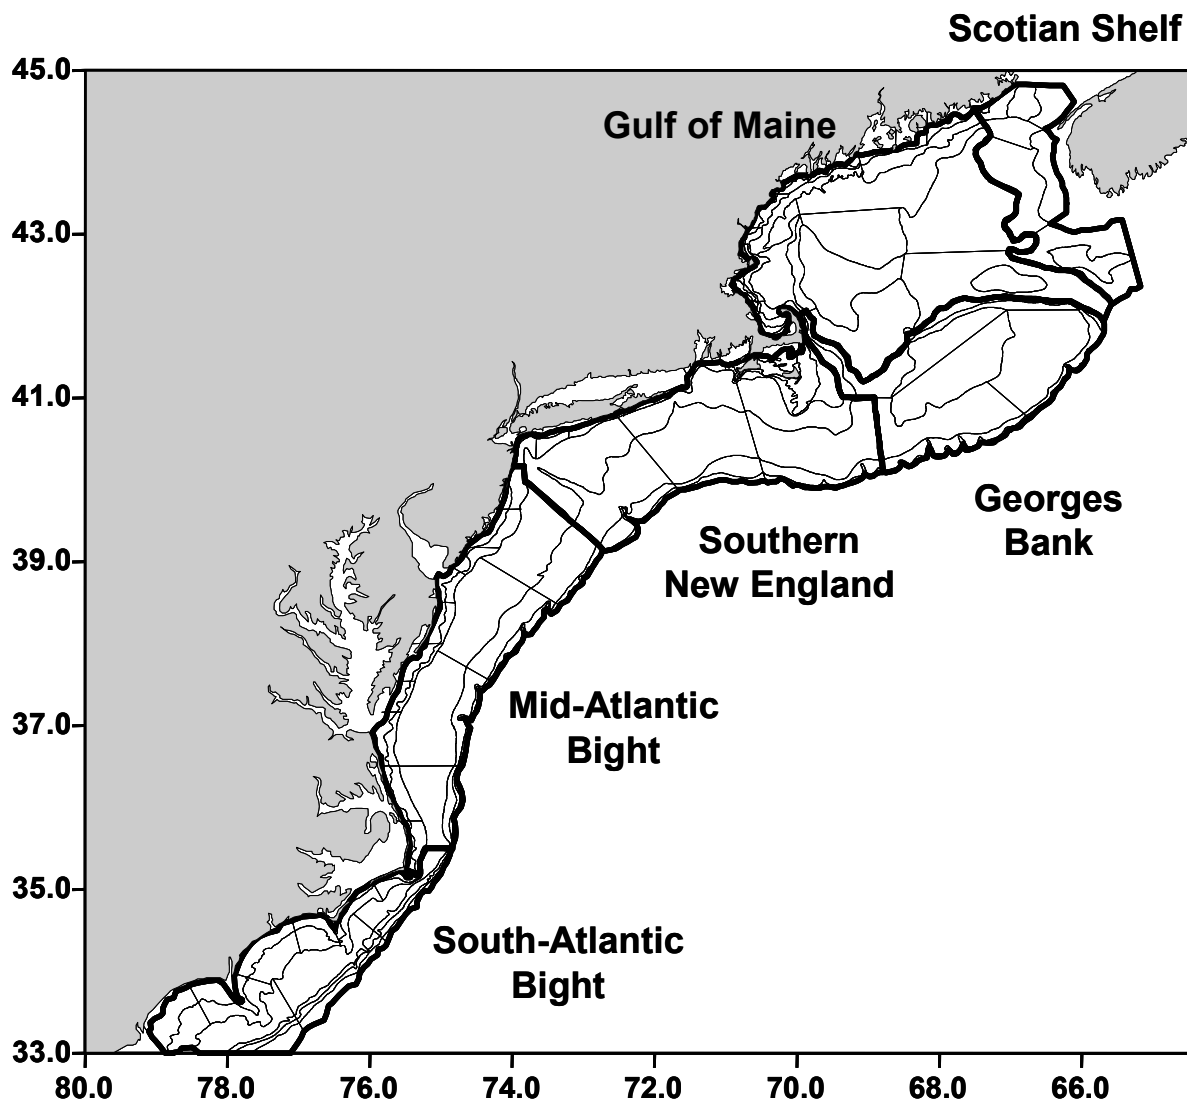 Scotian Shelf
45.0
Gulf of Maine
43.0
41.0
Georges
Bank
39.0
Southern
New England
37.0
Mid-Atlantic
Bight
35.0
South-Atlantic
Bight
33.0
80.0 78.0 76.0 74.0 72.0 70.0 68.0 66.0